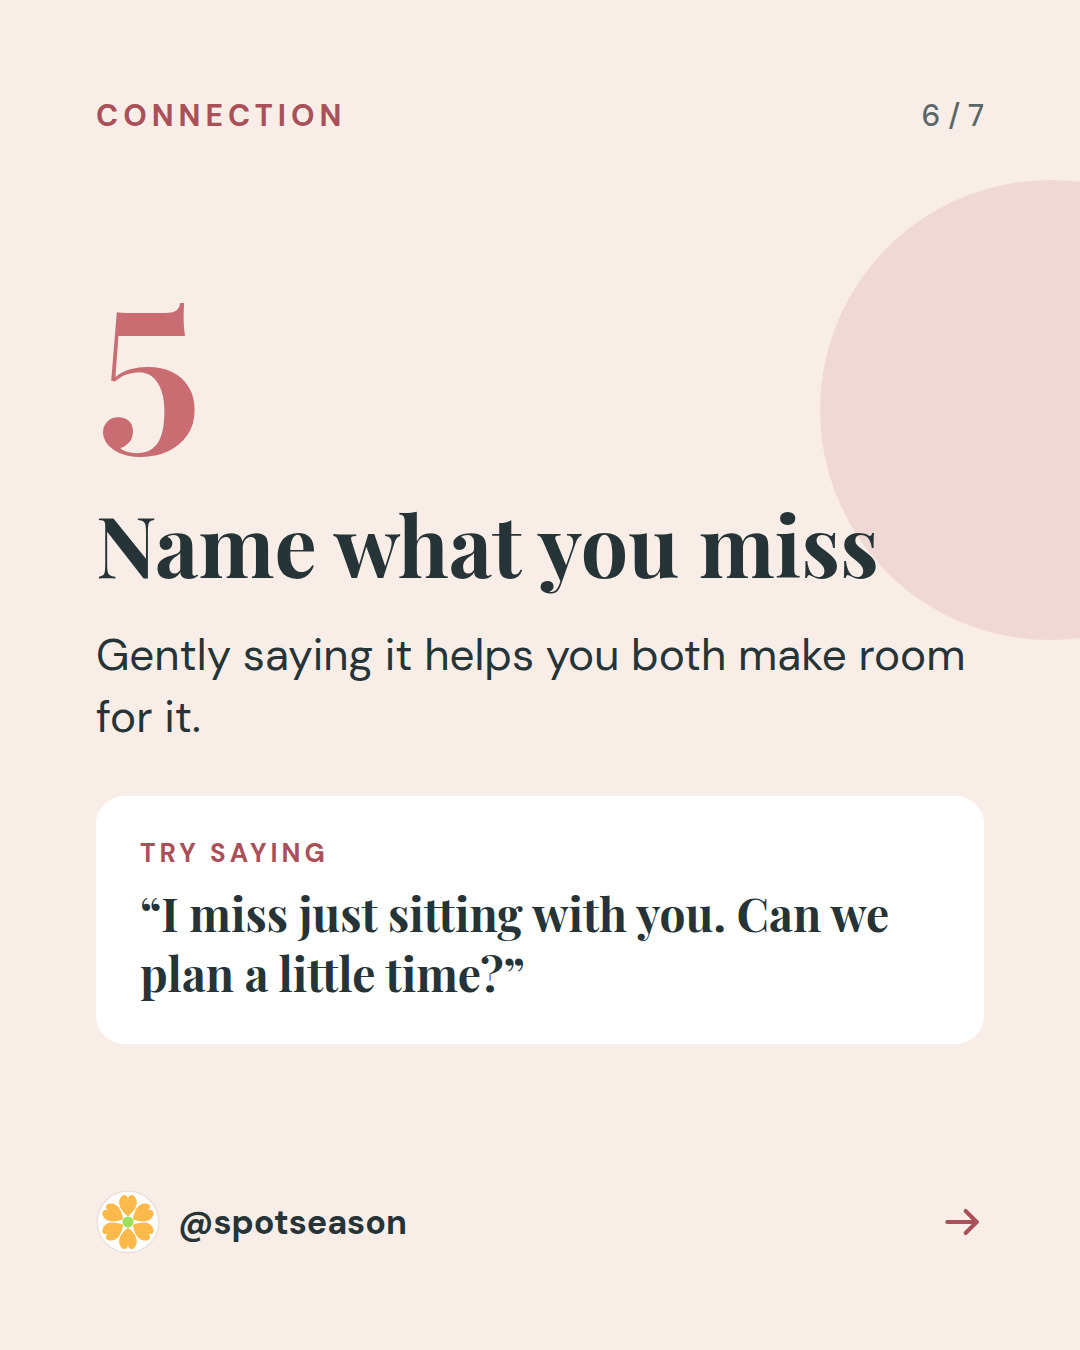 CONNECTION
6 / 7
5
Name what you miss
Gently saying it helps you both make room
for it.
TRY SAYING
“I miss just sitting with you. Can we
plan a little time?”
@spotseason